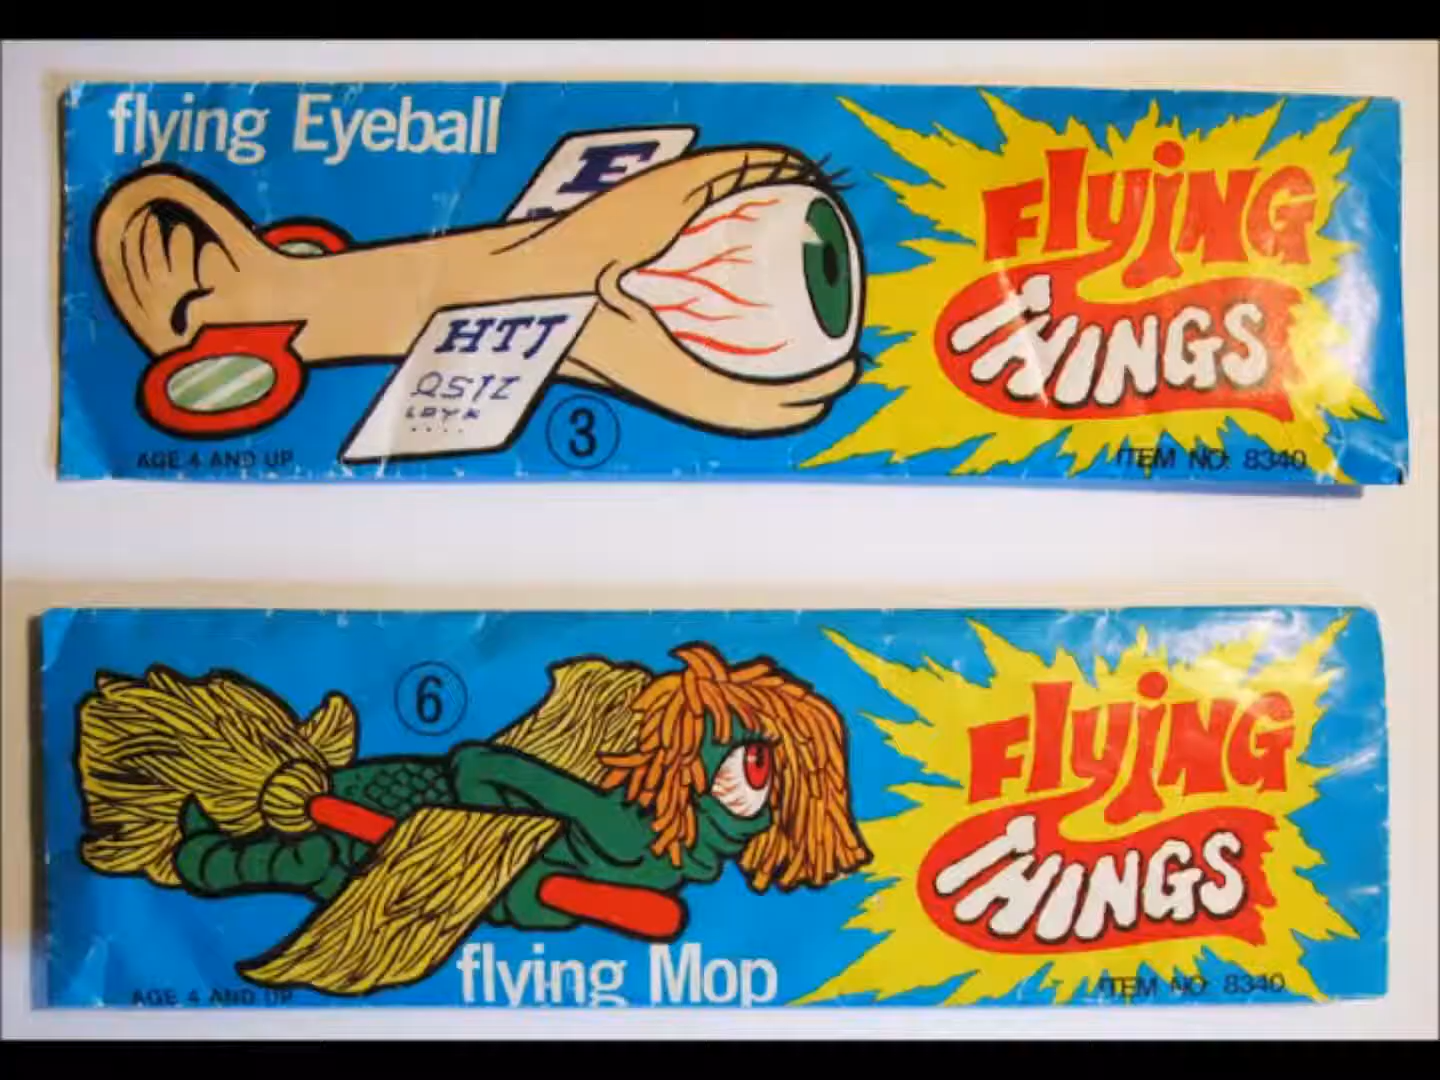 flying Eyeball
E
HTJ
QSIZ
LDYK
3
AGE 4 AND UP
FlyiNG
THINGS
ITEM NO: 8340
6
flying Mop
AGE 4 AND UP
FlyiNG
THINGS
ITEM NO: 8340